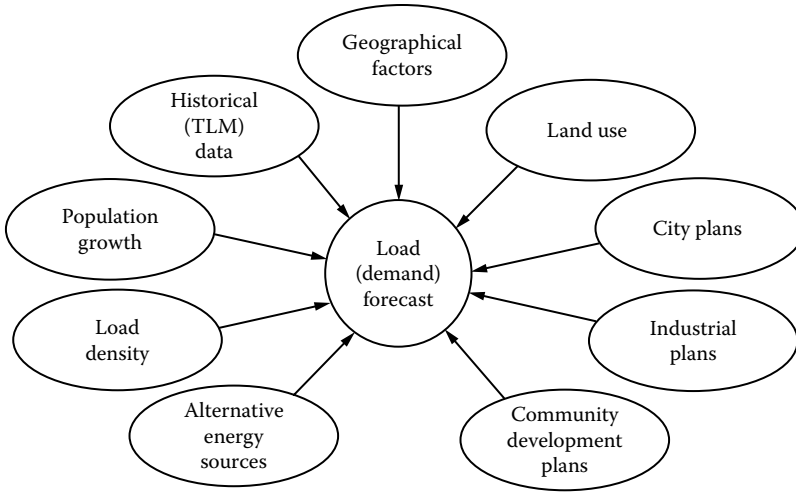 Geographical
factors
Historical
(TLM)
data
Land use
Population
growth
Load
(demand)
forecast
City plans
Load
density
Industrial
plans
Alternative
energy
sources
Community
development
plans